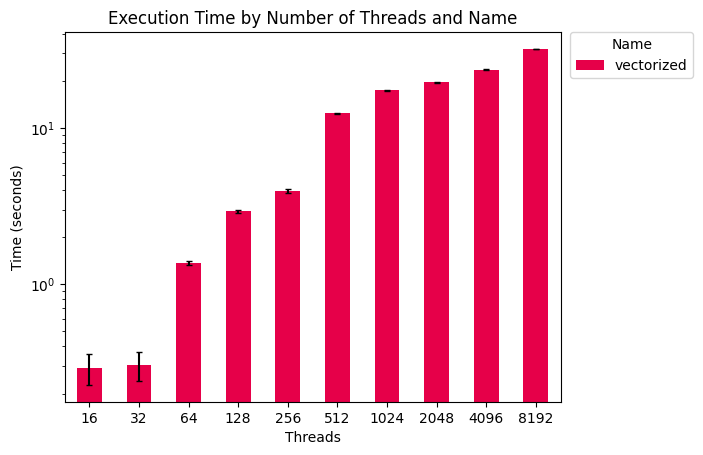 Execution Time by Number of Threads and Name
Name
vectorized
10¹
10⁰
Time (seconds)
16 32 64 128 256 512 1024 2048 4096 8192
Threads